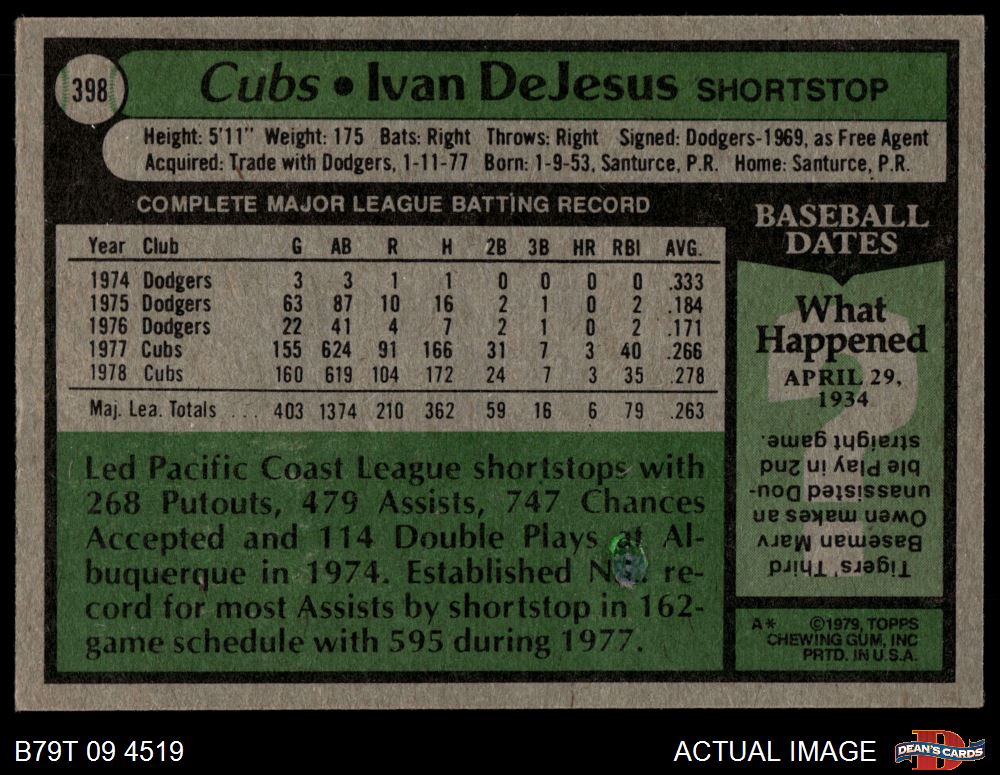 398
Cubs • Ivan DeJesus SHORTSTOP
Height: 5'11" Weight: 175 Bats: Right Throws: Right Signed: Dodgers-1969, as Free Agent
Acquired: Trade with Dodgers, 1-11-77 Born: 1-9-53, Santurce, P.R. Home: Santurce, P.R.
COMPLETE MAJOR LEAGUE BATTING RECORD
Year Club G AB R H 2B 3B HR RBI AVG.
1974 Dodgers 3 3 1 1 0 0 0 0 .333
1975 Dodgers 63 87 10 16 2 1 0 2 .184
1976 Dodgers 22 41 4 7 2 1 0 2 .171
1977 Cubs 155 624 91 166 31 7 3 40 .266
1978 Cubs 160 619 104 172 24 7 3 35 .278
Maj. Lea. Totals ... 403 1374 210 362 59 16 6 79 .263
Led Pacific Coast League shortstops with
268 Putouts, 479 Assists, 747 Chances
Accepted and 114 Double Plays at Al-
buquerque in 1974. Established re-
cord for most Assists by shortstop in 162-
game schedule with 595 during 1977.
BASEBALL
DATES
What
Happened
APRIL 29,
1934
Tigers' Third
Baseman Marv
Owen makes an
unassisted Dou-
ble Play in 2nd
straight game.
A* ©1979, TOPPS
CHEWING GUM, INC
PRTD. IN U.S.A.
B79T 09 4519
ACTUAL IMAGE
DEAN'S CARDS